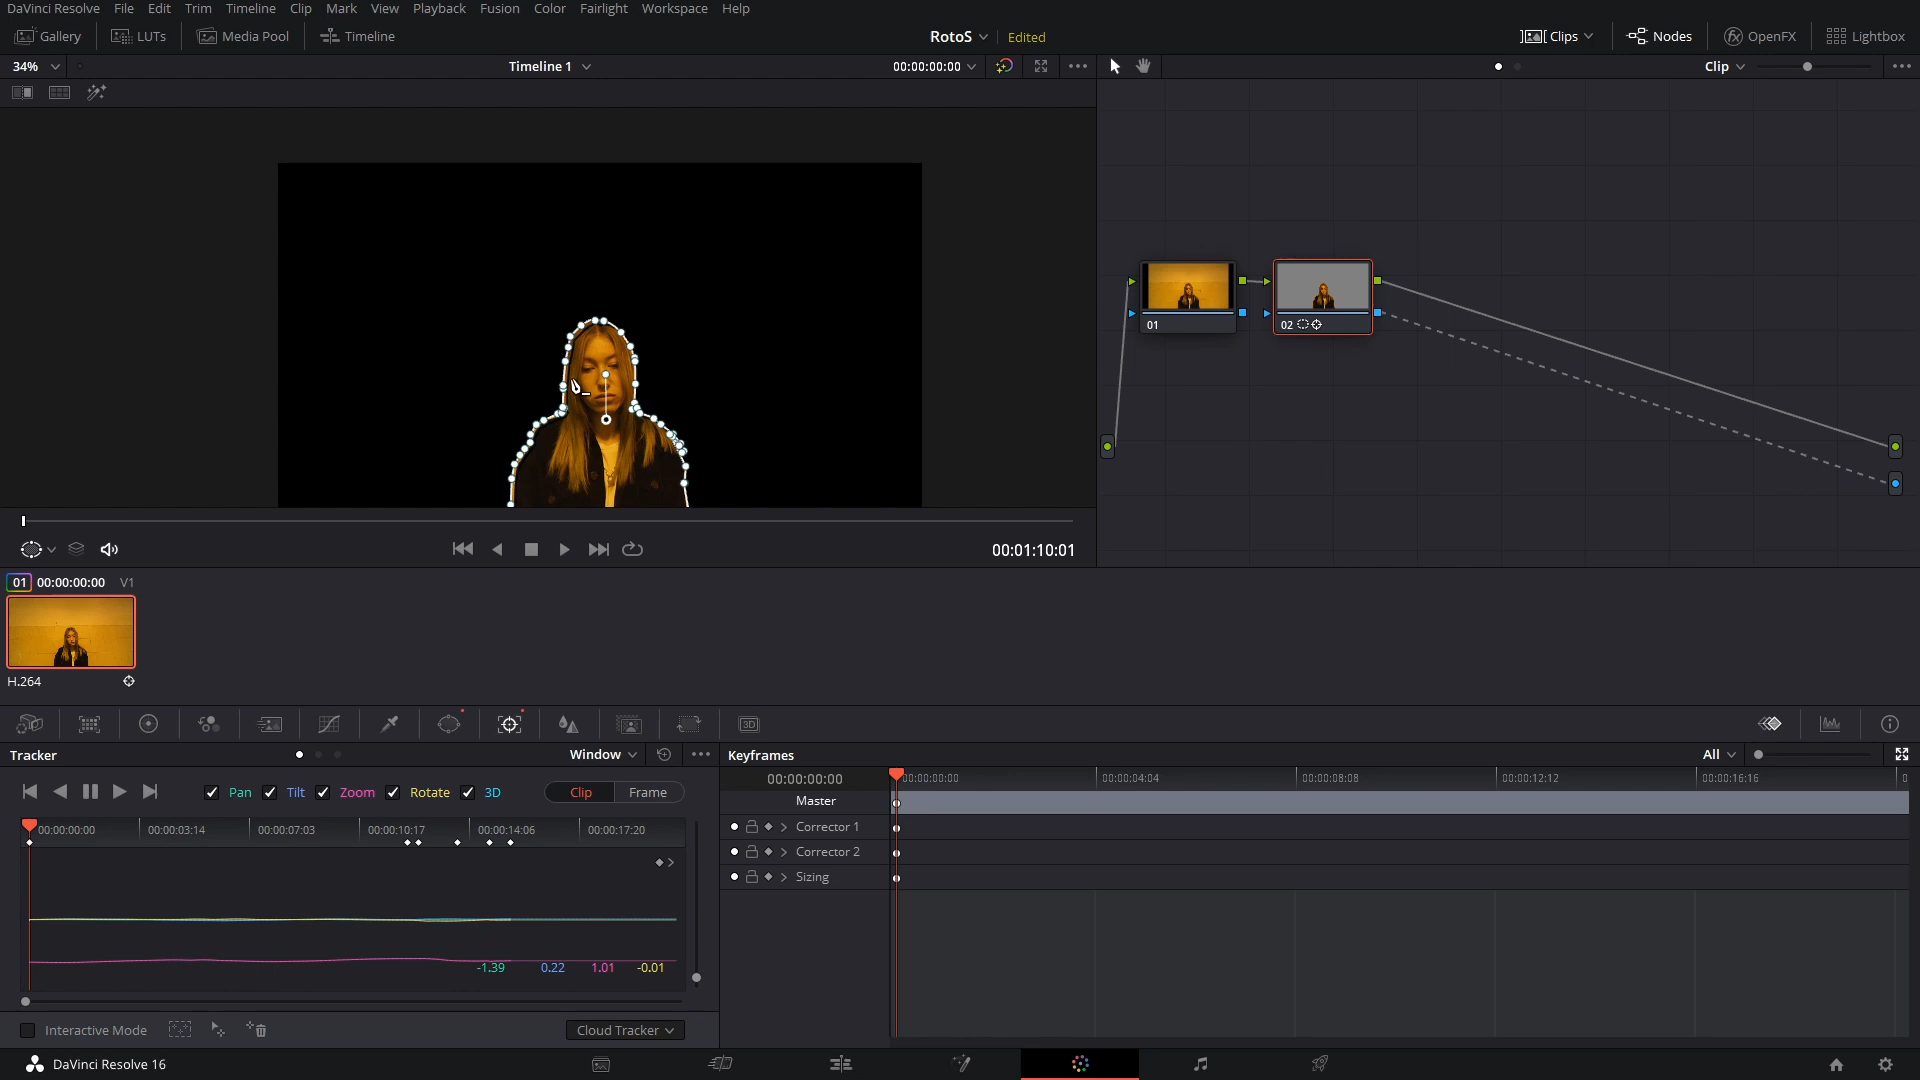 DaVinci Resolve File Edit Trim Timeline Clip Mark View Playback Fusion Color Fairlight Workspace Help
Gallery LUTs Media Pool Timeline RotoS Edited Clips Nodes OpenFX Lightbox
34% Timeline 1 00:00:00:00 Clip
01
02
00:01:10:01
01 00:00:00:00 V1
H.264
3D
Tracker Window
Keyframes All
Pan Tilt Zoom Rotate 3D Clip Frame
00:00:00:00 00:00:03:14 00:00:07:03 00:00:10:17 00:00:14:06 00:00:17:20
-1.39 0.22 1.01 -0.01
Interactive Mode Cloud Tracker
00:00:00:00 00:00:00:00 00:00:04:04 00:00:08:08 00:00:12:12 00:00:16:16 0
Master
Corrector 1
Corrector 2
Sizing
DaVinci Resolve 16